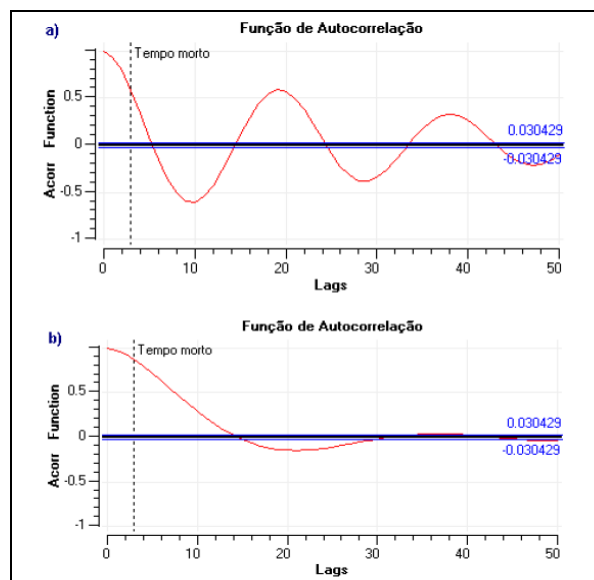 a)
Função de Autocorrelação
Tempo morto
Acorr Function
0.5
0
-0.5
-1
0.030429
-0.030429
0 10 20 30 40 50
Lags
b)
Função de Autocorrelação
Tempo morto
Acorr Function
0.5
0
-0.5
-1
0.030429
-0.030429
0 10 20 30 40 50
Lags